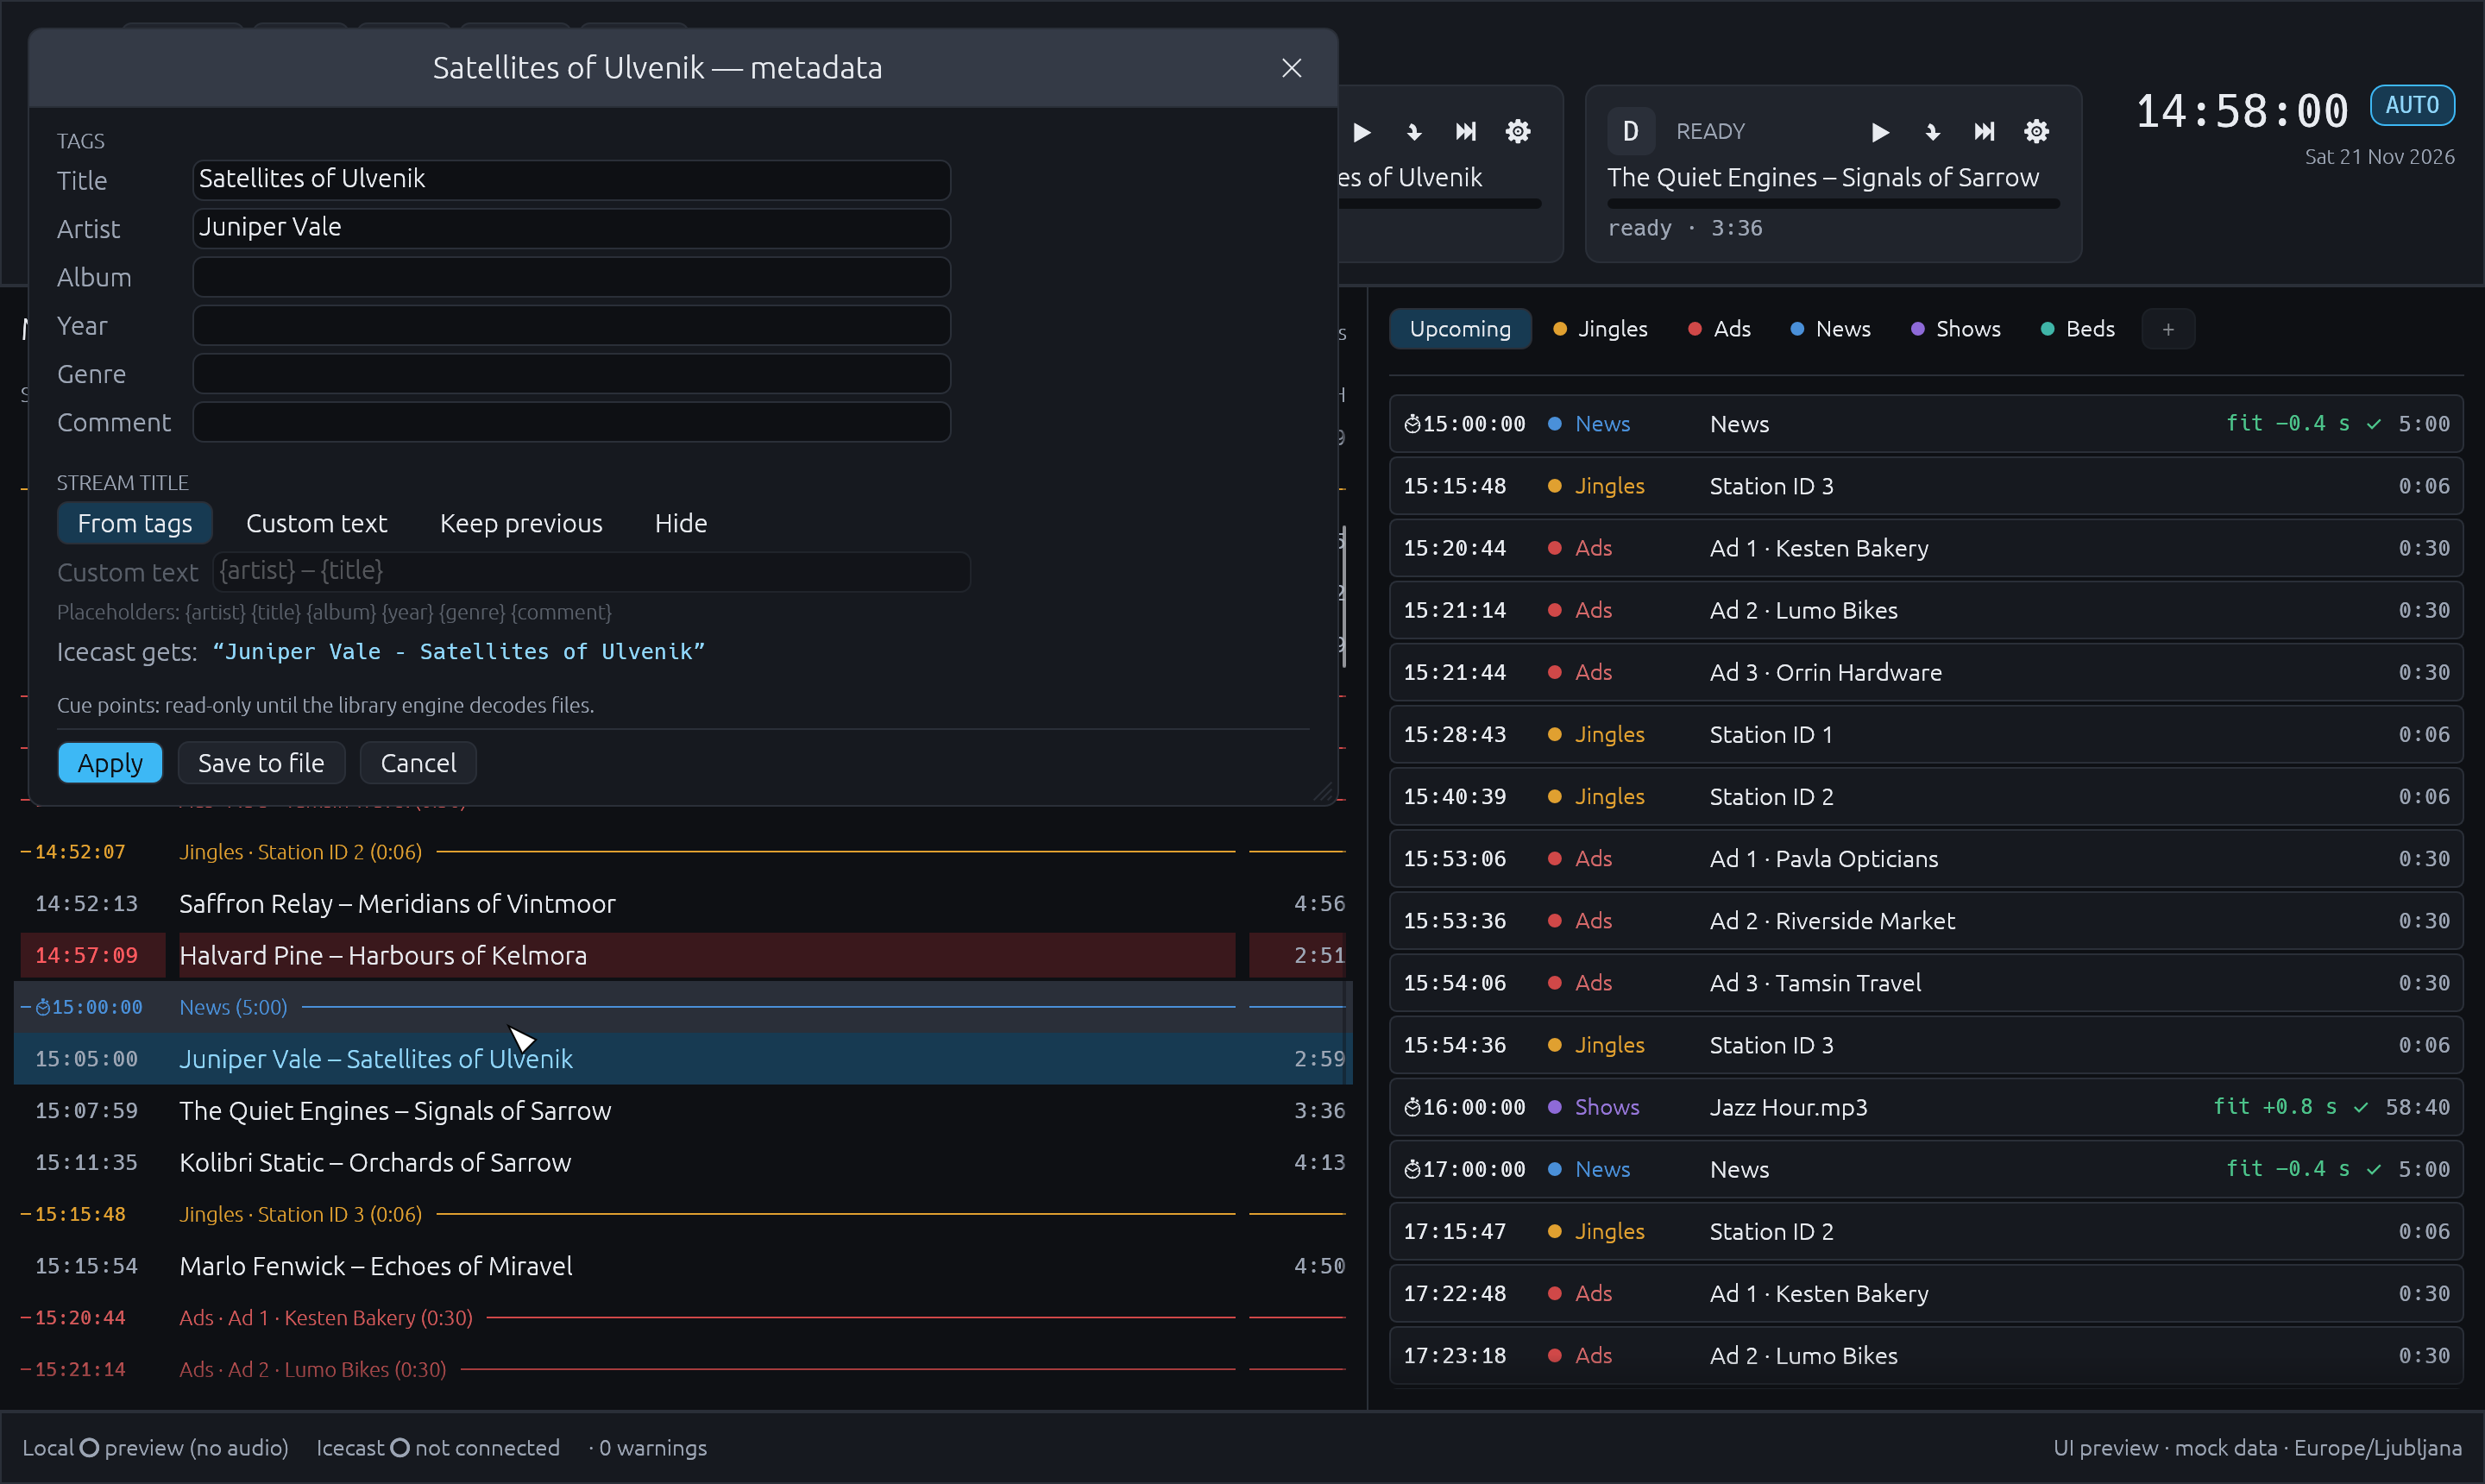 Satellites of Ulvenik — metadata
TAGS
Title Satellites of Ulvenik
Artist Juniper Vale
Album
Year
Genre
Comment
STREAM TITLE
From tags Custom text Keep previous Hide
Custom text {artist} – {title}
Placeholders: {artist} {title} {album} {year} {genre} {comment}
Icecast gets: “Juniper Vale - Satellites of Ulvenik”
Cue points: read-only until the library engine decodes files.
Apply Save to file Cancel
es of Ulvenik
D READY
The Quiet Engines – Signals of Sarrow
ready · 3:36
14:58:00 AUTO
Sat 21 Nov 2026
14:52:07 Jingles · Station ID 2 (0:06)
14:52:13 Saffron Relay – Meridians of Vintmoor 4:56
14:57:09 Halvard Pine – Harbours of Kelmora 2:51
15:00:00 News (5:00)
15:05:00 Juniper Vale – Satellites of Ulvenik 2:59
15:07:59 The Quiet Engines – Signals of Sarrow 3:36
15:11:35 Kolibri Static – Orchards of Sarrow 4:13
15:15:48 Jingles · Station ID 3 (0:06)
15:15:54 Marlo Fenwick – Echoes of Miravel 4:50
15:20:44 Ads · Ad 1 · Kesten Bakery (0:30)
15:21:14 Ads · Ad 2 · Lumo Bikes (0:30)
Upcoming Jingles Ads News Shows Beds +
15:00:00 News News fit −0.4 s ✓ 5:00
15:15:48 Jingles Station ID 3 0:06
15:20:44 Ads Ad 1 · Kesten Bakery 0:30
15:21:14 Ads Ad 2 · Lumo Bikes 0:30
15:21:44 Ads Ad 3 · Orrin Hardware 0:30
15:28:43 Jingles Station ID 1 0:06
15:40:39 Jingles Station ID 2 0:06
15:53:06 Ads Ad 1 · Pavla Opticians 0:30
15:53:36 Ads Ad 2 · Riverside Market 0:30
15:54:06 Ads Ad 3 · Tamsin Travel 0:30
15:54:36 Jingles Station ID 3 0:06
16:00:00 Shows Jazz Hour.mp3 fit +0.8 s ✓ 58:40
17:00:00 News News fit −0.4 s ✓ 5:00
17:15:47 Jingles Station ID 2 0:06
17:22:48 Ads Ad 1 · Kesten Bakery 0:30
17:23:18 Ads Ad 2 · Lumo Bikes 0:30
Local preview (no audio) Icecast not connected · 0 warnings
UI preview · mock data · Europe/Ljubljana